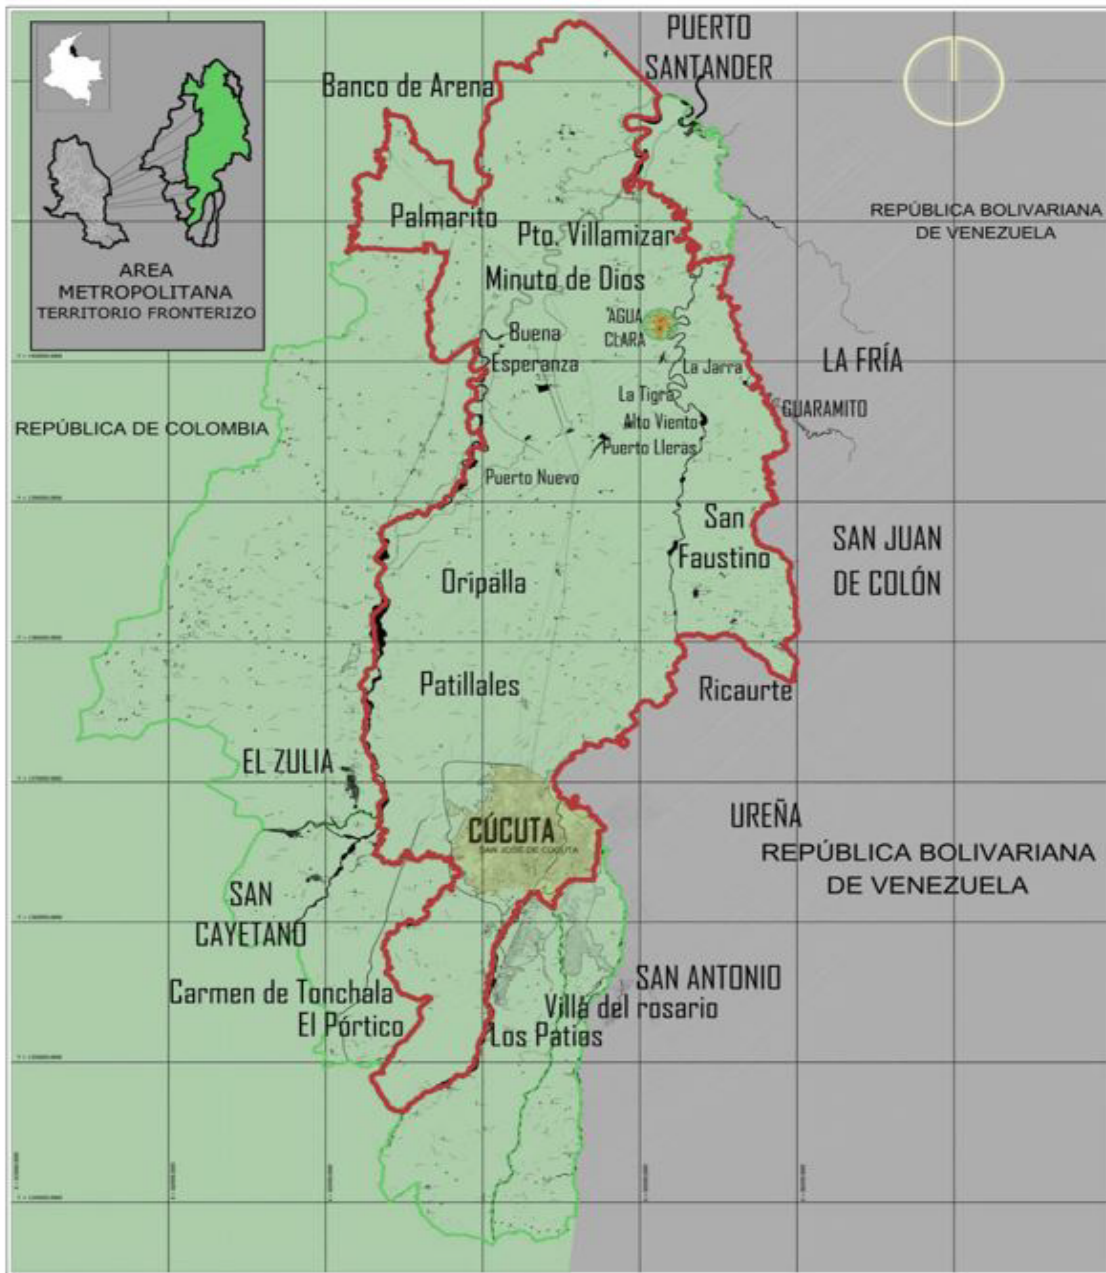 PUERTO
SANTANDER
Banco de Arena
Palmarito
Pto. Villamizar
REPÚBLICA BOLIVARIANA
DE VENEZUELA
AREA
METROPOLITANA
TERRITORIO FRONTERIZO
Minuto de Dios
AGUA
CLARA
Buena
Esperanza
La Jarra
LA FRÍA
La Tigra
GUARAMITO
Alto Viento
REPÚBLICA DE COLOMBIA
Puerto Lleras
Puerto Nuevo
San
Faustino
SAN JUAN
DE COLÓN
Oripalla
Patillales
Ricaurte
EL ZULIA
UREÑA
CÚCUTA
SAN JOSÉ DE CÚCUTA
REPÚBLICA BOLIVARIANA
DE VENEZUELA
SAN
CAYETANO
SAN ANTONIO
Carmen de Tonchala
Villa del rosario
El Pórtico
Los Patios